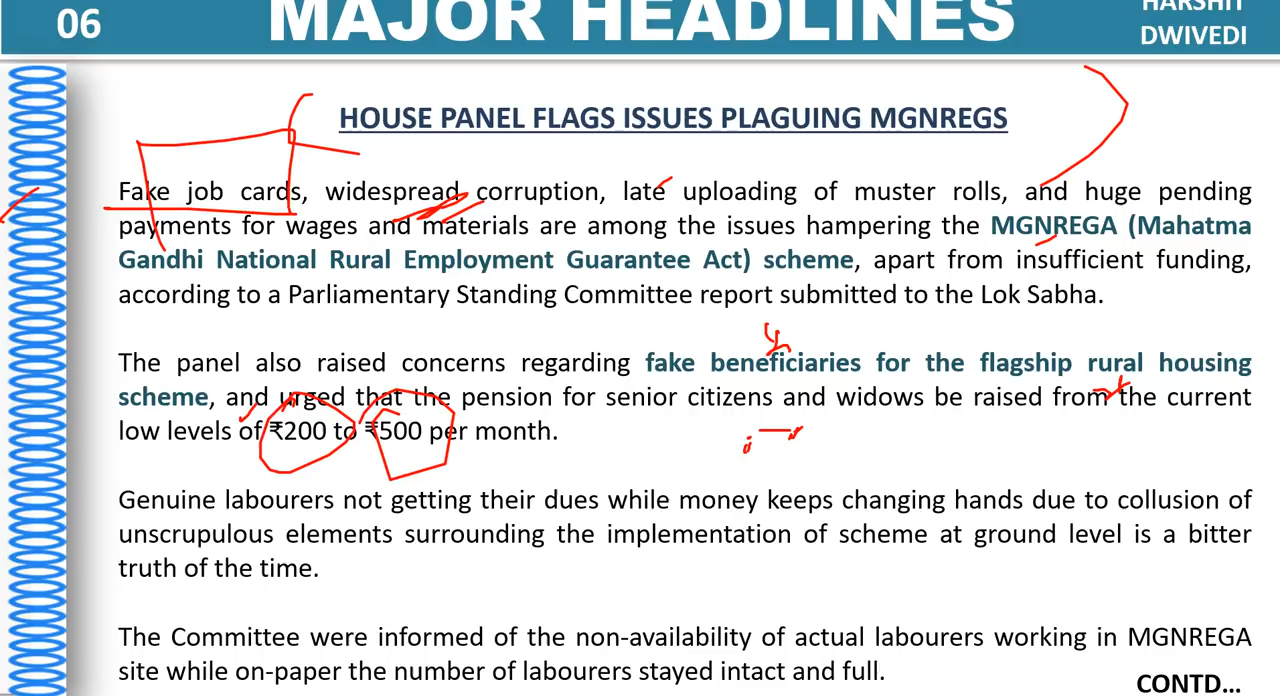 06
MAJOR HEADLINES
HARSHIT
DWIVEDI
HOUSE PANEL FLAGS ISSUES PLAGUING MGNREGS
Fake job cards, widespread corruption, late uploading of muster rolls, and huge pending
payments for wages and materials are among the issues hampering the MGNREGA (Mahatma
Gandhi National Rural Employment Guarantee Act) scheme, apart from insufficient funding,
according to a Parliamentary Standing Committee report submitted to the Lok Sabha.
The panel also raised concerns regarding fake beneficiaries for the flagship rural housing
scheme, and urged that the pension for senior citizens and widows be raised from the current
low levels of ₹200 to ₹500 per month.
Genuine labourers not getting their dues while money keeps changing hands due to collusion of
unscrupulous elements surrounding the implementation of scheme at ground level is a bitter
truth of the time.
The Committee were informed of the non-availability of actual labourers working in MGNREGA
site while on-paper the number of labourers stayed intact and full.
CONTD...